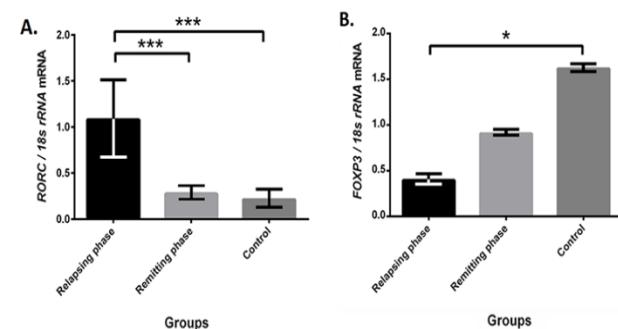 A.
***
***
RORC / 18s rRNA mRNA
2.0
1.5
1.0
0.5
0.0
Relapsing phase
Remitting phase
Control
Groups
B.
*
FOXP3 / 18s rRNA mRNA
2.0
1.5
1.0
0.5
0.0
Relapsing phase
Remitting phase
Control
Groups